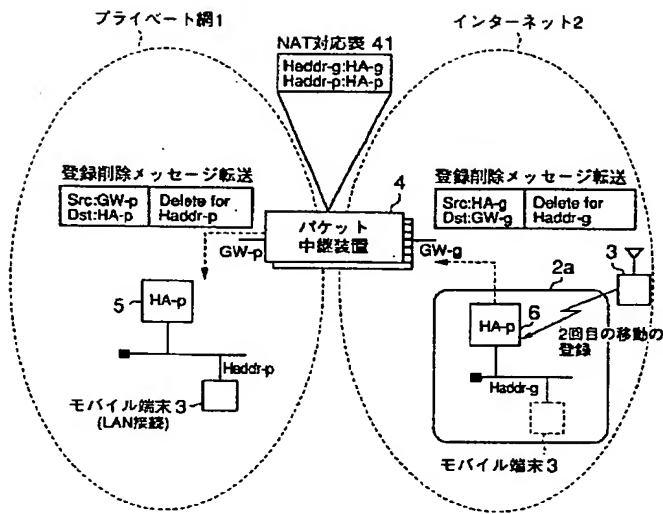 プライベート網1
インターネット2
NAT対応表 41
Haddr-g:HA-g
Haddr-p:HA-p
登録削除メッセージ転送
Src:GW-p
Dst:HA-p
Delete for
Haddr-p
登録削除メッセージ転送
Src:HA-g
Dst:GW-g
Delete for
Haddr-g
4
パケット
中継装置
GW-p
GW-g
2a
3
5
HA-p
6
HA-p
2回目の移動の
登録
Haddr-p
Haddr-g
モバイル端末3
(LAN接続)
モバイル端末3